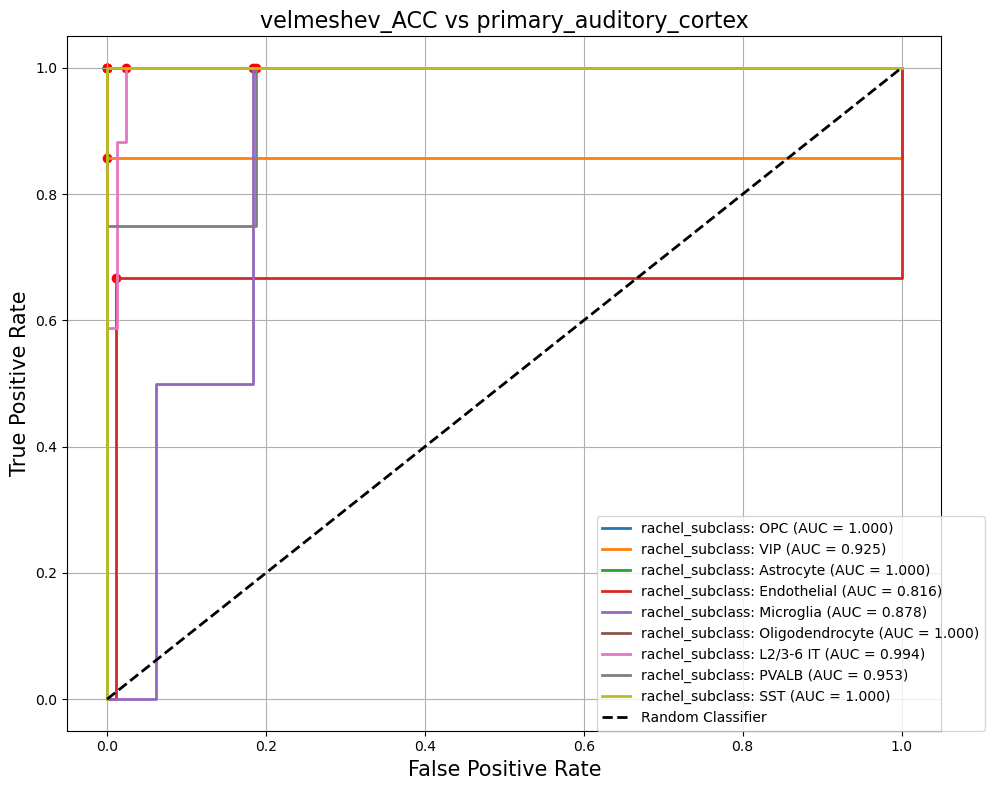 velmeshev_ACC vs primary_auditory_cortex
True Positive Rate
1.0
0.8
0.6
0.4
0.2
0.0
rachel_subclass: OPC (AUC = 1.000)
rachel_subclass: VIP (AUC = 0.925)
rachel_subclass: Astrocyte (AUC = 1.000)
rachel_subclass: Endothelial (AUC = 0.816)
rachel_subclass: Microglia (AUC = 0.878)
rachel_subclass: Oligodendrocyte (AUC = 1.000)
rachel_subclass: L2/3-6 IT (AUC = 0.994)
rachel_subclass: PVALB (AUC = 0.953)
rachel_subclass: SST (AUC = 1.000)
Random Classifier
0.0 0.2 0.4 0.6 0.8 1.0
False Positive Rate